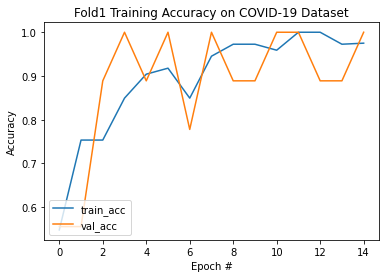 Fold1 Training Accuracy on COVID-19 Dataset
1.0
0.9
0.8
0.7
0.6
Accuracy
train_acc
val_acc
0 2 4 6 8 10 12 14
Epoch #